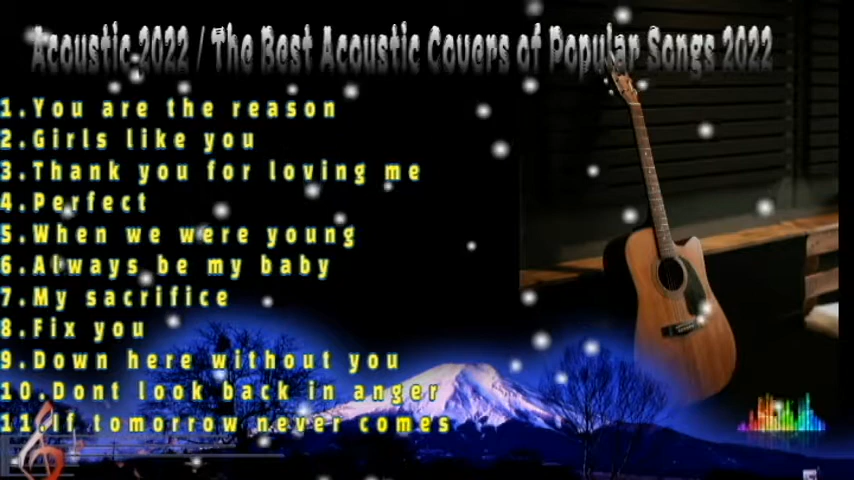 Acoustic 2022 / The Best Acoustic Covers of Popular Songs 2022
1.You are the reason
2.Girls like you
3.Thank you for loving me
4.Perfect
5.When we were young
6.Always be my baby
7.My sacrifice
8.Fix you
9.Down here without you
10.Dont look back in anger
11.If tomorrow never comes